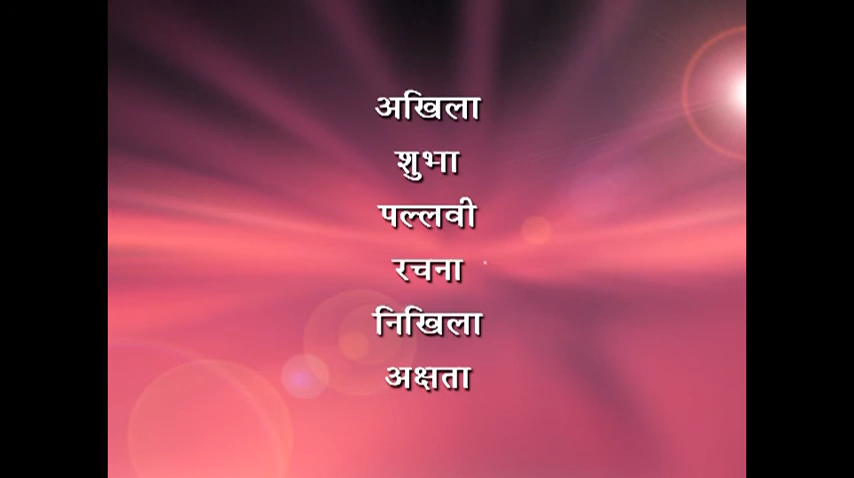 अखिला
शुभा
पल्लवी
रचना
निखिला
अक्षता